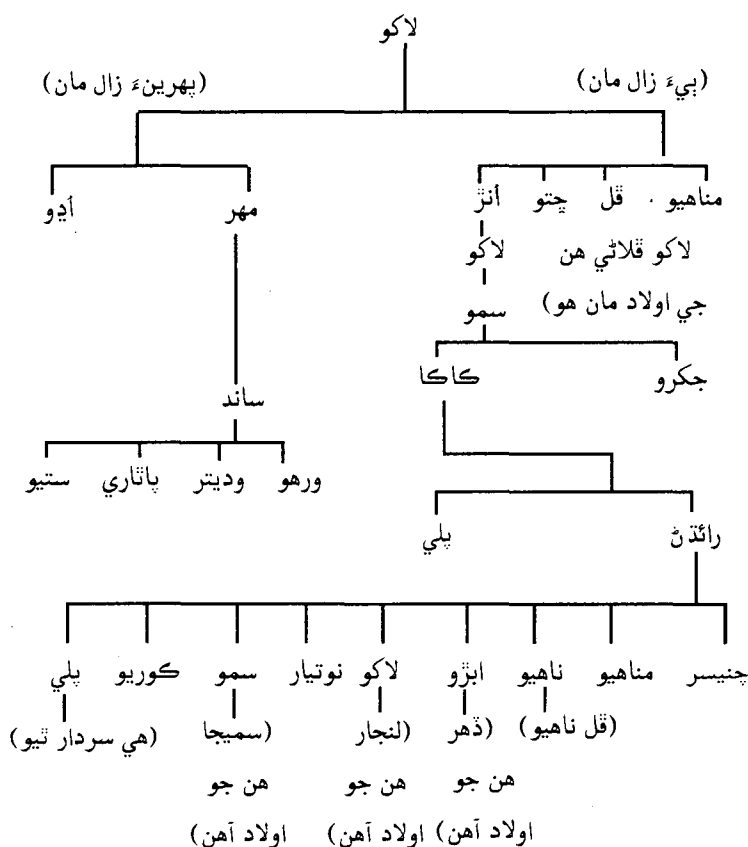 لاکو
(پهرينءَ زال مان) (ٻيءَ زال مان)
مناهيو ڦل چتو اُنڙ مهر اُڍو
لاکو ڦلاڻي هن لاکو
جي اولاد مان هو) سمو
جکرو ڪاڪا
ساند
ورهو وديتر پاٿاري ستيو
رائڌڻ پلي
چنيسر مناهيو ناهيو ابڙو لاکو نوتيار سمو ڪوريو پلي
(ڦل ناهيو) (ڏهر (لنجار (سميجا (هي سردار ٿيو)
هن جو هن جو هن جو
اولاد آهن) اولاد آهن) اولاد آهن)